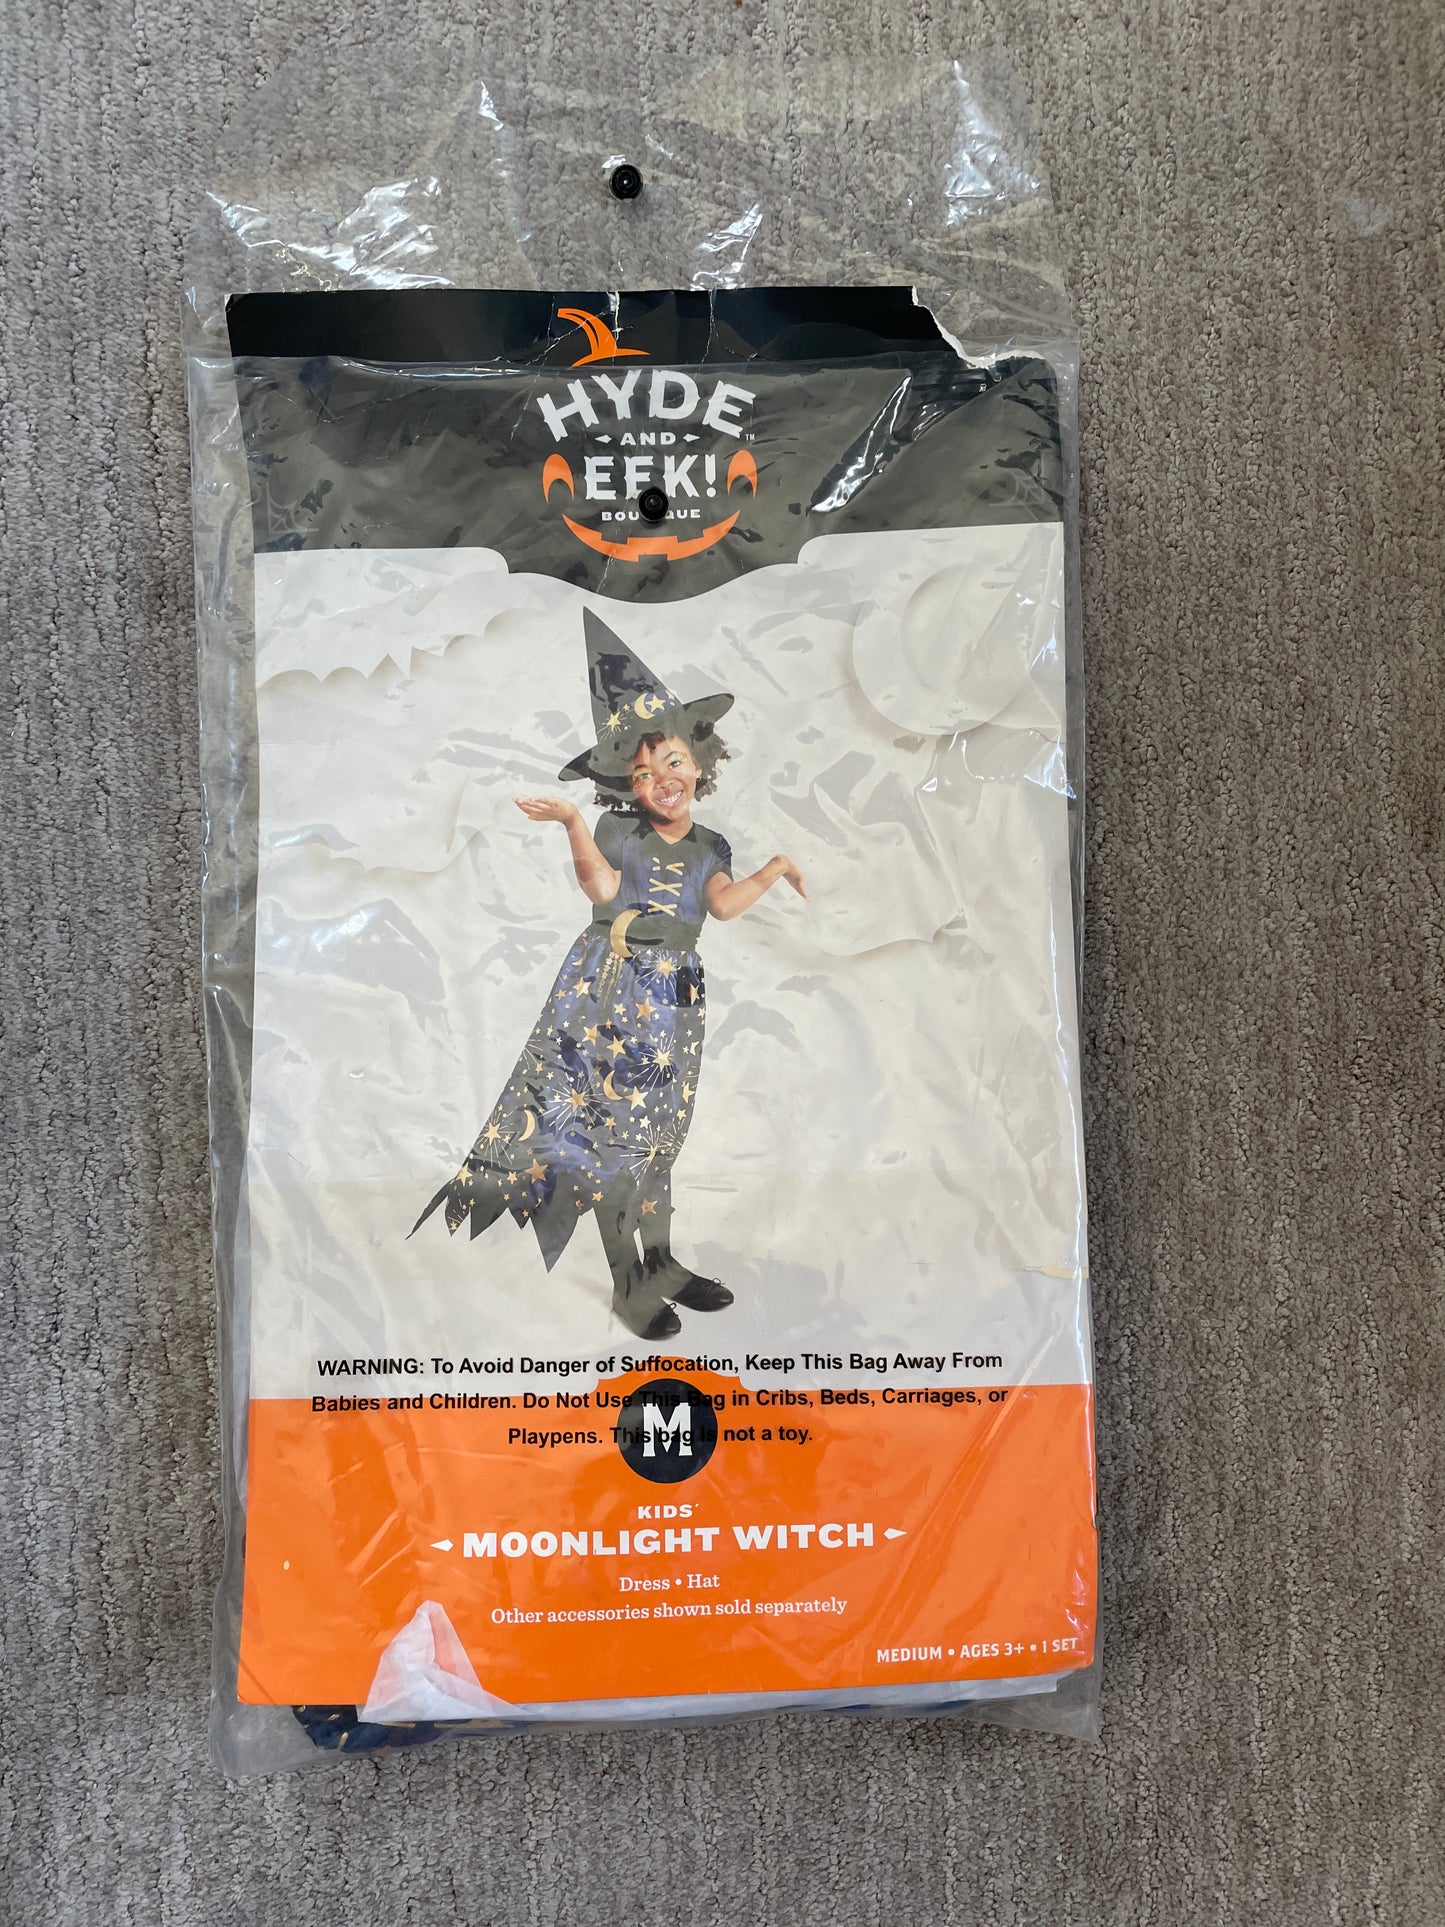 HYDE
AND
EEK!
BOUTIQUE
WARNING: To Avoid Danger of Suffocation, Keep This Bag Away From
Babies and Children. Do Not Use This Bag in Cribs, Beds, Carriages, or
Playpens. This bag is not a toy.
M
KIDS'
MOONLIGHT WITCH
Dress • Hat
Other accessories shown sold separately
MEDIUM • AGES 3+ • 1 SET